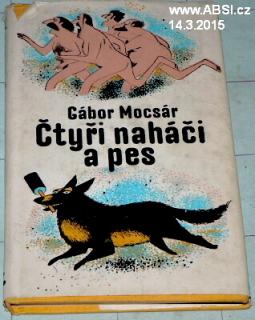 www.ABSI.cz
14.3.2015
Gábor Mocsár
Čtyři naháči
a pes